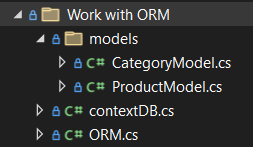 Work with ORM
models
C# CategoryModel.cs
C# ProductModel.cs
C# contextDB.cs
C# ORM.cs